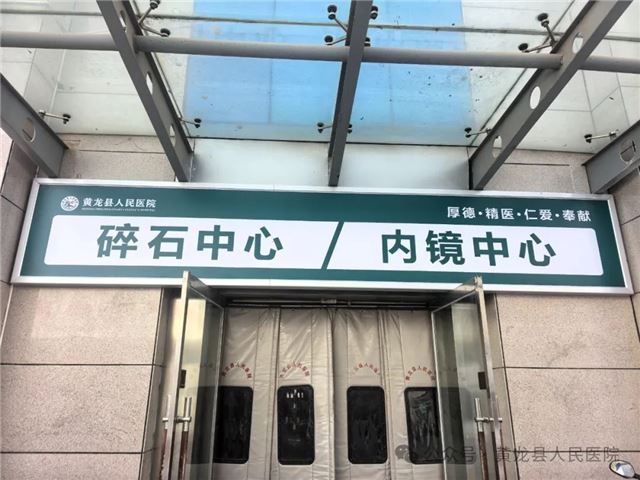 黄龙县人民医院
厚德·精医·仁爱·奉献
碎石中心 / 内镜中心
公众号 · 黄龙县人民医院